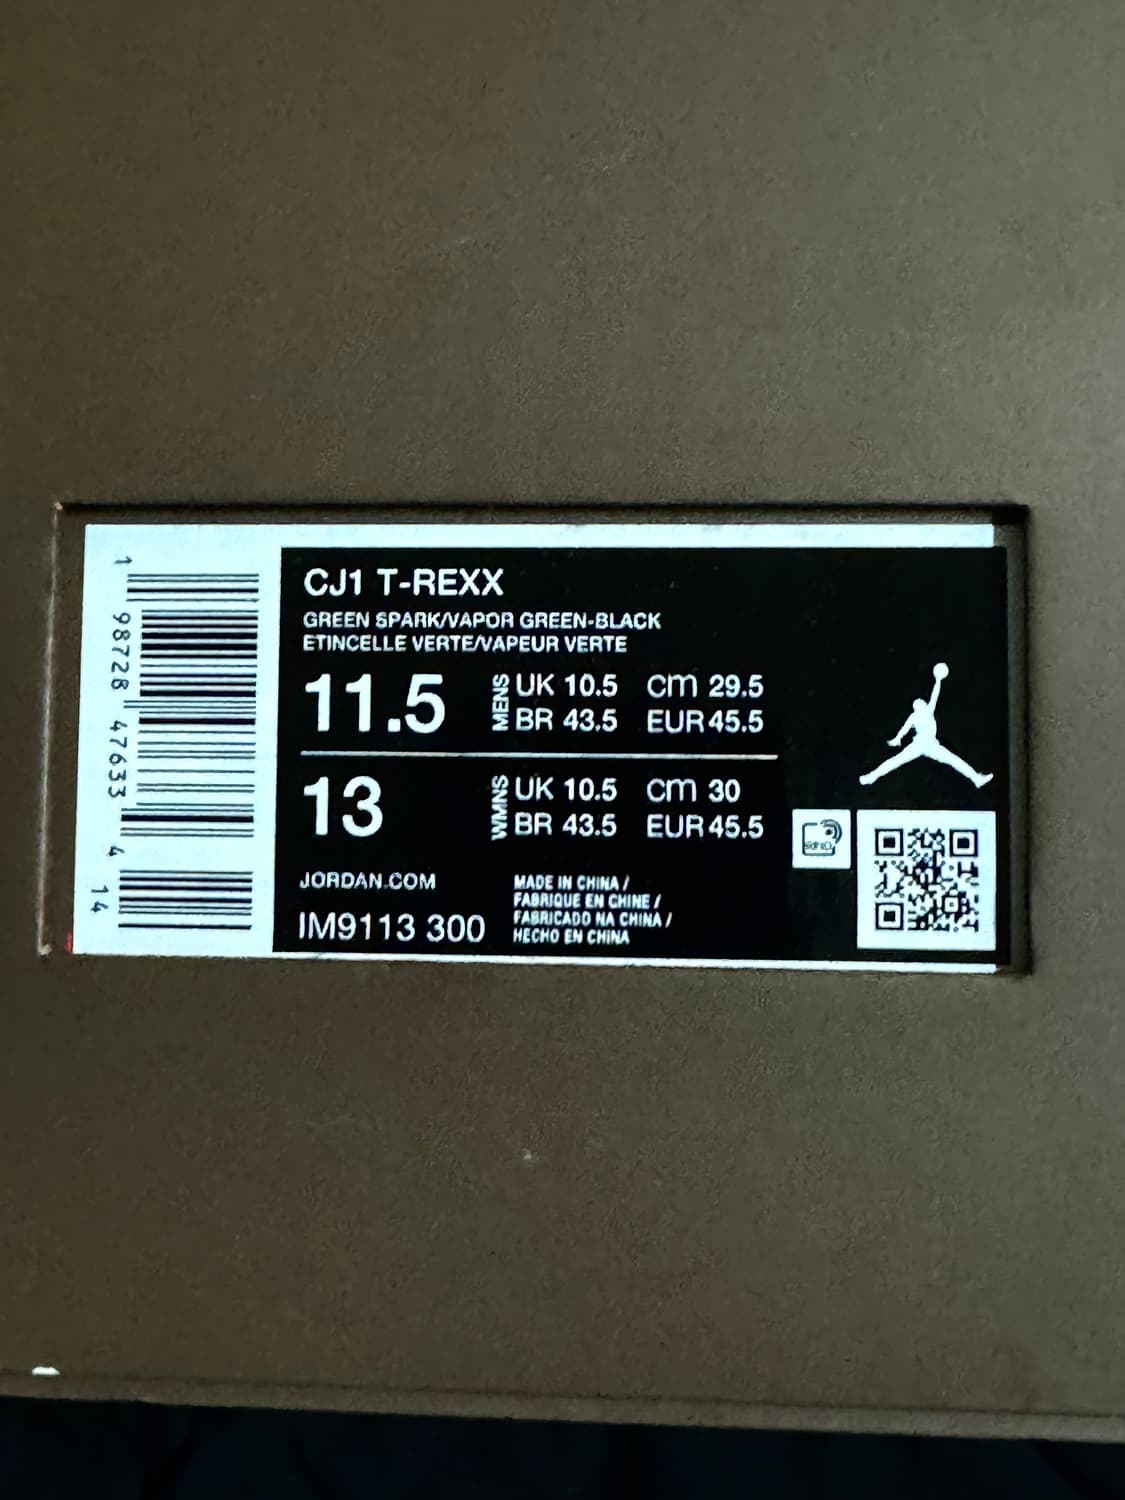 1 98728 47633 4 14
CJ1 T-REXX
GREEN SPARK/VAPOR GREEN-BLACK
ETINCELLE VERTE/VAPEUR VERTE
11.5 MENS UK 10.5 cm 29.5
BR 43.5 EUR 45.5
13 WMNS UK 10.5 cm 30
BR 43.5 EUR 45.5
JORDAN.COM
IM9113 300
MADE IN CHINA /
FABRIQUE EN CHINE /
FABRICADO NA CHINA /
HECHO EN CHINA